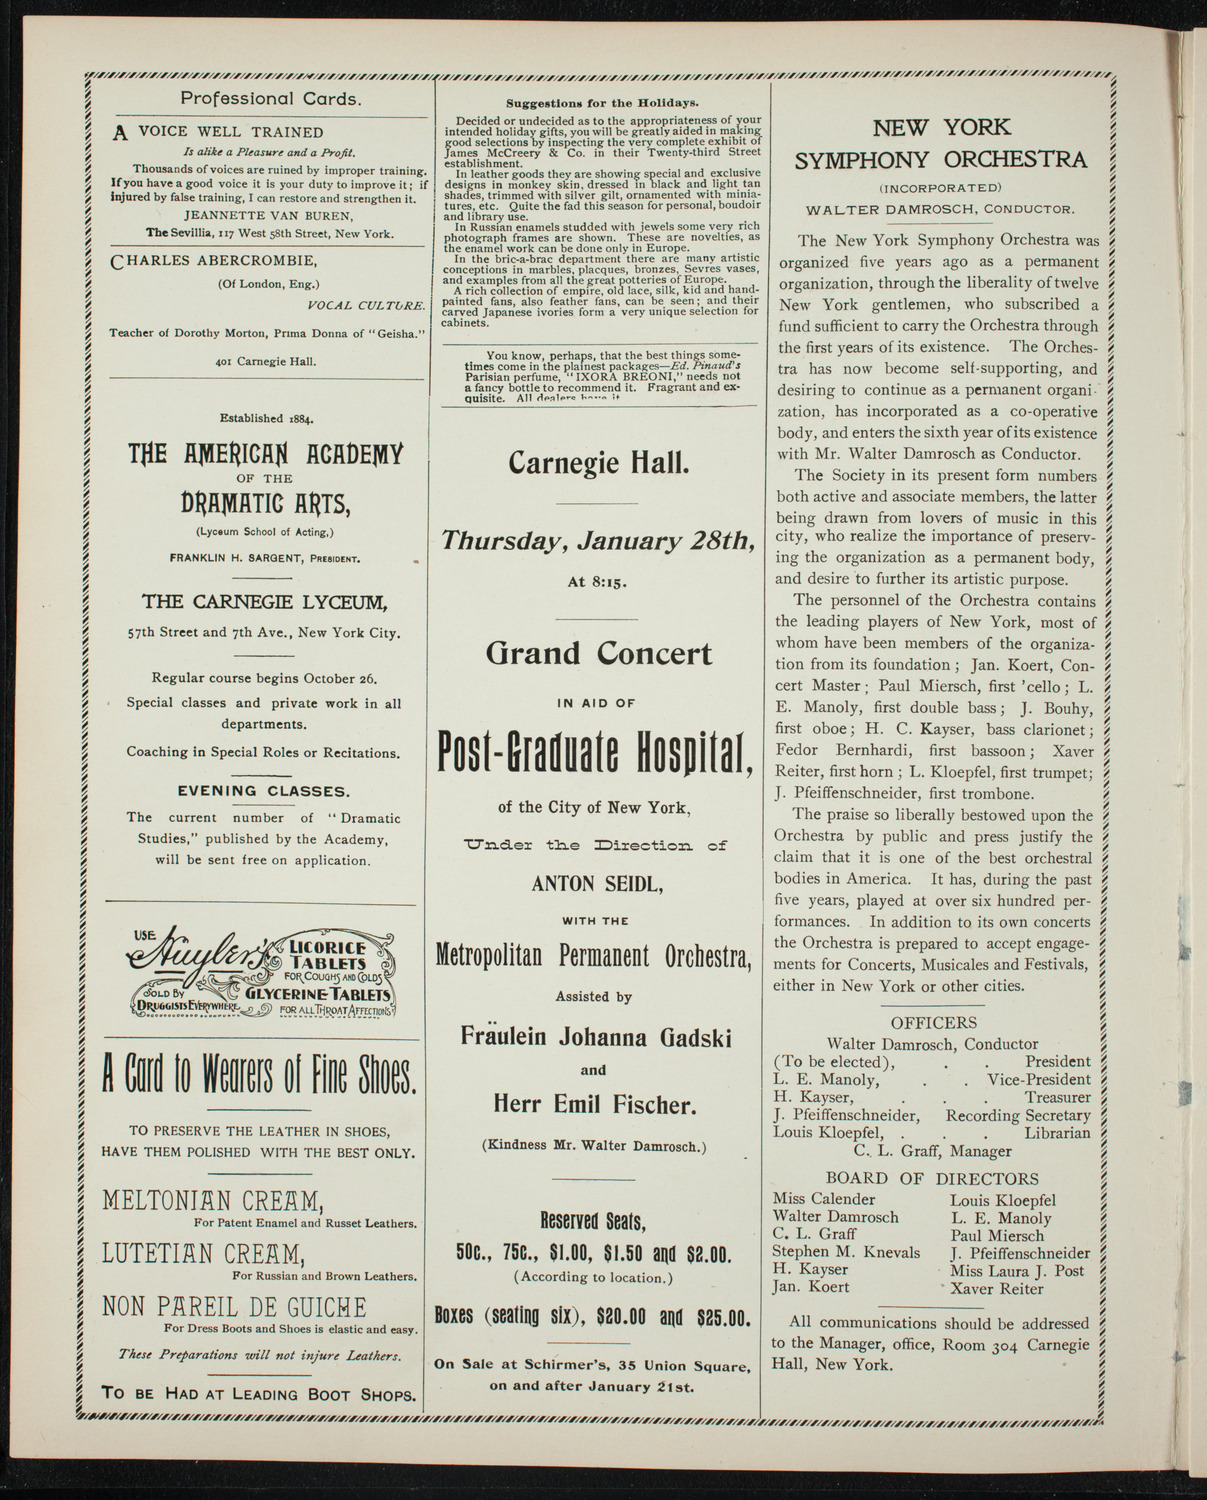 Professional Cards.
A VOICE WELL TRAINED
Is alike a Pleasure and a Profit.
Thousands of voices are ruined by improper training.
If you have a good voice it is your duty to improve it; if
injured by false training, I can restore and strengthen it.
JEANNETTE VAN BUREN,
The Sevillia, 117 West 58th Street, New York.
CHARLES ABERCROMBIE,
(Of London, Eng.)
VOCAL CULTURE.
Teacher of Dorothy Morton, Prima Donna of "Geisha."
401 Carnegie Hall.
Established 1884.
THE AMERICAN ACADEMY
OF THE
DRAMATIC ARTS,
(Lyceum School of Acting,)
FRANKLIN H. SARGENT, PRESIDENT.
THE CARNEGIE LYCEUM,
57th Street and 7th Ave., New York City.
Regular course begins October 26.
Special classes and private work in all
departments.
Coaching in Special Roles or Recitations.
EVENING CLASSES.
The current number of "Dramatic
Studies," published by the Academy,
will be sent free on application.
USE
Huyler's LICORICE
TABLETS
FOR COUGHS AND COLDS
SOLD BY GLYCERINE TABLETS
DRUGGISTS EVERYWHERE. FOR ALL THROAT AFFECTIONS
A Card to Wearers of Fine Shoes.
TO PRESERVE THE LEATHER IN SHOES,
HAVE THEM POLISHED WITH THE BEST ONLY.
MELTONIAN CREAM,
For Patent Enamel and Russet Leathers.
LUTETIAN CREAM,
For Russian and Brown Leathers.
NON PAREIL DE GUICHE
For Dress Boots and Shoes is elastic and easy.
These Preparations will not injure Leathers.
TO BE HAD AT LEADING BOOT SHOPS.
Suggestions for the Holidays.
Decided or undecided as to the appropriateness of your
intended holiday gifts, you will be greatly aided in making
good selections by inspecting the very complete exhibit of
James McCreery & Co. in their Twenty-third Street
establishment.
In leather goods they are showing special and exclusive
designs in monkey skin, dressed in black and light tan
shades, trimmed with silver gilt, ornamented with minia-
tures, etc. Quite the fad this season for personal, boudoir
and library use.
In Russian enamels studded with jewels some very rich
photograph frames are shown. These are novelties, as
the enamel work can be done only in Europe.
In the bric-a-brac department there are many artistic
conceptions in marbles, placques, bronzes, Sevres vases,
and examples from all the great potteries of Europe.
A rich collection of empire, old lace, silk, kid and hand-
painted fans, also feather fans, can be seen; and their
carved Japanese ivories form a very unique selection for
cabinets.
You know, perhaps, that the best things some-
times come in the plainest packages—Ed. Pinaud's
Parisian perfume, "IXORA BREONI," needs not
a fancy bottle to recommend it. Fragrant and ex-
quisite. All dealers have it
Carnegie Hall.
Thursday, January 28th,
At 8:15.
Grand Concert
IN AID OF
Post-Graduate Hospital,
of the City of New York,
Under the Direction of
ANTON SEIDL,
WITH THE
Metropolitan Permanent Orchestra,
Assisted by
Fräulein Johanna Gadski
and
Herr Emil Fischer.
(Kindness Mr. Walter Damrosch.)
Reserved Seats,
50c., 75c., $1.00, $1.50 and $2.00.
(According to location.)
Boxes (seating six), $20.00 and $25.00.
On Sale at Schirmer's, 35 Union Square,
on and after January 21st.
NEW YORK
SYMPHONY ORCHESTRA
(INCORPORATED)
WALTER DAMROSCH, CONDUCTOR.
The New York Symphony Orchestra was
organized five years ago as a permanent
organization, through the liberality of twelve
New York gentlemen, who subscribed a
fund sufficient to carry the Orchestra through
the first years of its existence. The Orches-
tra has now become self-supporting, and
desiring to continue as a permanent organi-
zation, has incorporated as a co-operative
body, and enters the sixth year of its existence
with Mr. Walter Damrosch as Conductor.
The Society in its present form numbers
both active and associate members, the latter
being drawn from lovers of music in this
city, who realize the importance of preserv-
ing the organization as a permanent body,
and desire to further its artistic purpose.
The personnel of the Orchestra contains
the leading players of New York, most of
whom have been members of the organiza-
tion from its foundation; Jan. Koert, Con-
cert Master; Paul Miersch, first 'cello; L.
E. Manoly, first double bass; J. Bouhy,
first oboe; H. C. Kayser, bass clarionet;
Fedor Bernhardi, first bassoon; Xaver
Reiter, first horn; L. Kloepfel, first trumpet;
J. Pfeiffenschneider, first trombone.
The praise so liberally bestowed upon the
Orchestra by public and press justify the
claim that it is one of the best orchestral
bodies in America. It has, during the past
five years, played at over six hundred per-
formances. In addition to its own concerts
the Orchestra is prepared to accept engage-
ments for Concerts, Musicales and Festivals,
either in New York or other cities.
OFFICERS
Walter Damrosch, Conductor
(To be elected), . . President
L. E. Manoly, . . Vice-President
H. Kayser, . . . Treasurer
J. Pfeiffenschneider, Recording Secretary
Louis Kloepfel, . . . Librarian
C. L. Graff, Manager
BOARD OF DIRECTORS
Miss Calender Louis Kloepfel
Walter Damrosch L. E. Manoly
C. L. Graff Paul Miersch
Stephen M. Knevals J. Pfeiffenschneider
H. Kayser Miss Laura J. Post
Jan. Koert Xaver Reiter
All communications should be addressed
to the Manager, office, Room 304 Carnegie
Hall, New York.